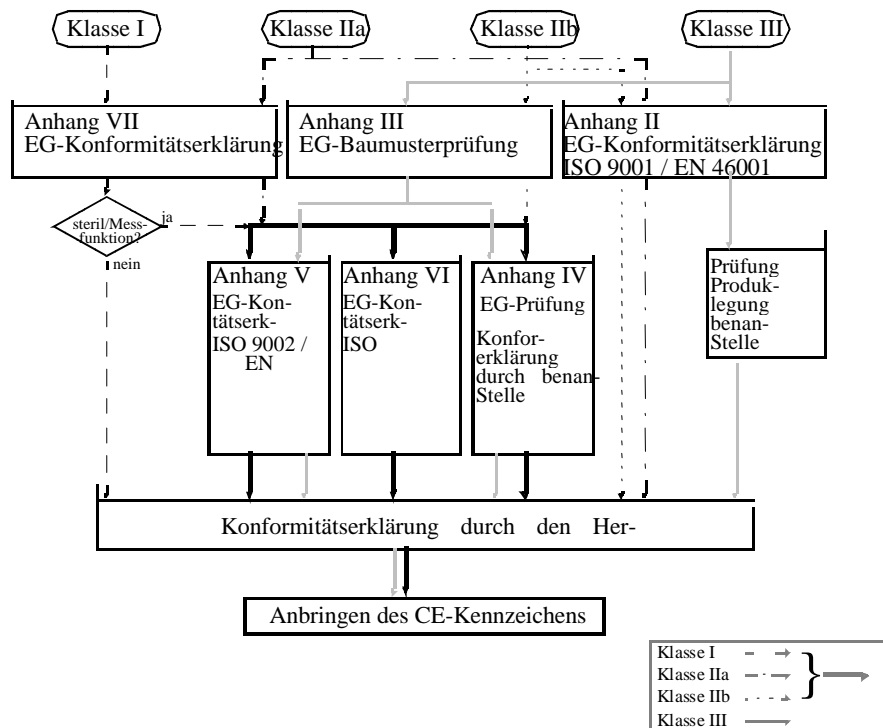 Klasse I
Klasse IIa
Klasse IIb
Klasse III
Anhang VII
EG-Konformitätserklärung
Anhang III
EG-Baumusterprüfung
Anhang II
EG-Konformitätserklärung
ISO 9001 / EN 46001
steril/Mess-
funktion?
ja
nein
Anhang V
EG-Kon-
tätserk-
ISO 9002 /
EN
Anhang VI
EG-Kon-
tätserk-
ISO
Anhang IV
EG-Prüfung
Konfor-
erklärung
durch benan-
Stelle
Prüfung
Produk-
legung
benan-
Stelle
Konformitätserklärung durch den Her-
Anbringen des CE-Kennzeichens
Klasse I
Klasse IIa
Klasse IIb
Klasse III